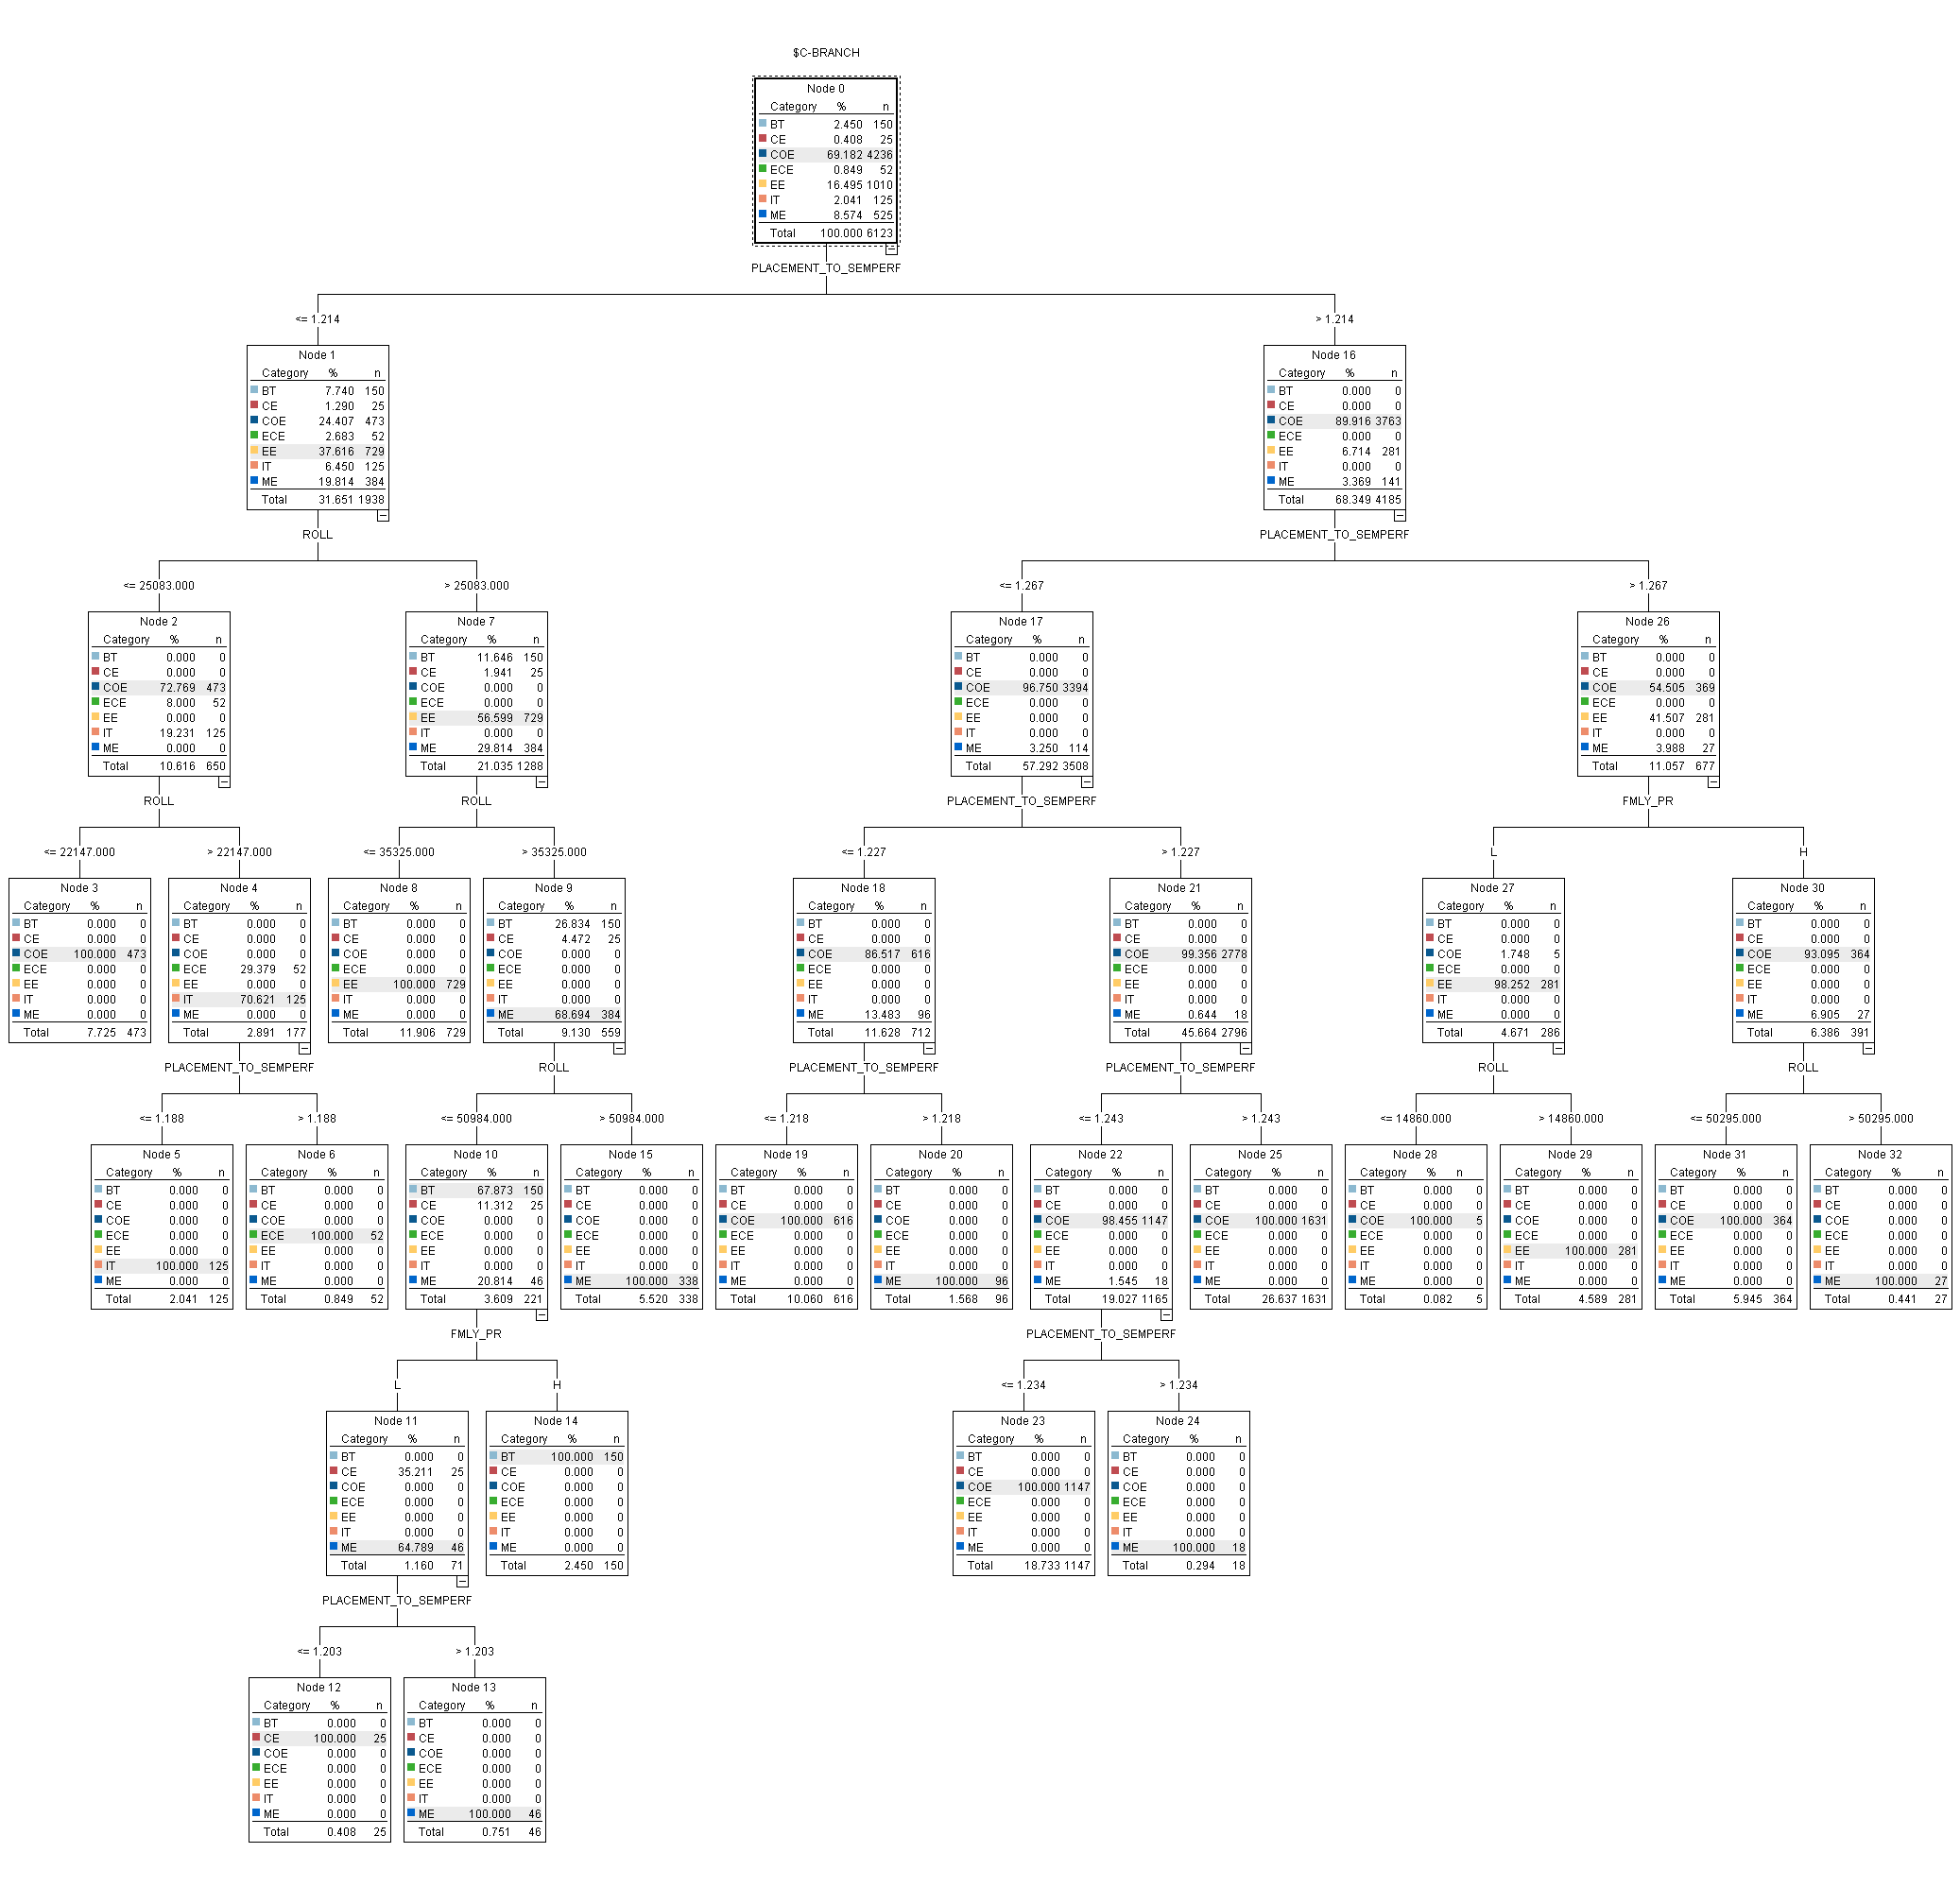 $C-BRANCH
Node 0
Category % n
BT 2.450 150
CE 0.408 25
COE 69.182 4236
ECE 0.849 52
EE 16.495 1010
IT 2.041 125
ME 8.574 525
Total 100.000 6123
PLACEMENT_TO_SEMPERF
<= 1.214
> 1.214
Node 1
Category % n
BT 7.740 150
CE 1.290 25
COE 24.407 473
ECE 2.683 52
EE 37.616 729
IT 6.450 125
ME 19.814 384
Total 31.651 1938
ROLL
Node 16
Category % n
BT 0.000 0
CE 0.000 0
COE 89.916 3763
ECE 0.000 0
EE 6.714 281
IT 0.000 0
ME 3.369 141
Total 68.349 4185
PLACEMENT_TO_SEMPERF
<= 25083.000
> 25083.000
<= 1.267
> 1.267
Node 2
Category % n
BT 0.000 0
CE 0.000 0
COE 72.769 473
ECE 8.000 52
EE 0.000 0
IT 19.231 125
ME 0.000 0
Total 10.616 650
ROLL
Node 7
Category % n
BT 11.646 150
CE 1.941 25
COE 0.000 0
ECE 0.000 0
EE 56.599 729
IT 0.000 0
ME 29.814 384
Total 21.035 1288
ROLL
Node 17
Category % n
BT 0.000 0
CE 0.000 0
COE 96.750 3394
ECE 0.000 0
EE 0.000 0
IT 0.000 0
ME 3.250 114
Total 57.292 3508
PLACEMENT_TO_SEMPERF
Node 26
Category % n
BT 0.000 0
CE 0.000 0
COE 54.505 369
ECE 0.000 0
EE 41.507 281
IT 0.000 0
ME 3.988 27
Total 11.057 677
FMLY_PR
<= 22147.000
> 22147.000
<= 35325.000
> 35325.000
<= 1.227
> 1.227
L
H
Node 3
Category % n
BT 0.000 0
CE 0.000 0
COE 100.000 473
ECE 0.000 0
EE 0.000 0
IT 0.000 0
ME 0.000 0
Total 7.725 473
Node 4
Category % n
BT 0.000 0
CE 0.000 0
COE 0.000 0
ECE 29.379 52
EE 0.000 0
IT 70.621 125
ME 0.000 0
Total 2.891 177
PLACEMENT_TO_SEMPERF
Node 8
Category % n
BT 0.000 0
CE 0.000 0
COE 0.000 0
ECE 0.000 0
EE 100.000 729
IT 0.000 0
ME 0.000 0
Total 11.906 729
Node 9
Category % n
BT 26.834 150
CE 4.472 25
COE 0.000 0
ECE 0.000 0
EE 0.000 0
IT 0.000 0
ME 68.694 384
Total 9.130 559
ROLL
Node 18
Category % n
BT 0.000 0
CE 0.000 0
COE 86.517 616
ECE 0.000 0
EE 0.000 0
IT 0.000 0
ME 13.483 96
Total 11.628 712
PLACEMENT_TO_SEMPERF
Node 21
Category % n
BT 0.000 0
CE 0.000 0
COE 99.356 2778
ECE 0.000 0
EE 0.000 0
IT 0.000 0
ME 0.644 18
Total 45.664 2796
PLACEMENT_TO_SEMPERF
Node 27
Category % n
BT 0.000 0
CE 0.000 0
COE 1.748 5
ECE 0.000 0
EE 98.252 281
IT 0.000 0
ME 0.000 0
Total 4.671 286
ROLL
Node 30
Category % n
BT 0.000 0
CE 0.000 0
COE 93.095 364
ECE 0.000 0
EE 0.000 0
IT 0.000 0
ME 6.905 27
Total 6.386 391
ROLL
<= 1.188
> 1.188
<= 50984.000
> 50984.000
<= 1.218
> 1.218
<= 1.243
> 1.243
<= 14860.000
> 14860.000
<= 50295.000
> 50295.000
Node 5
Category % n
BT 0.000 0
CE 0.000 0
COE 0.000 0
ECE 0.000 0
EE 0.000 0
IT 100.000 125
ME 0.000 0
Total 2.041 125
Node 6
Category % n
BT 0.000 0
CE 0.000 0
COE 0.000 0
ECE 100.000 52
EE 0.000 0
IT 0.000 0
ME 0.000 0
Total 0.849 52
Node 10
Category % n
BT 67.873 150
CE 11.312 25
COE 0.000 0
ECE 0.000 0
EE 0.000 0
IT 0.000 0
ME 20.814 46
Total 3.609 221
FMLY_PR
Node 15
Category % n
BT 0.000 0
CE 0.000 0
COE 0.000 0
ECE 0.000 0
EE 0.000 0
IT 0.000 0
ME 100.000 338
Total 5.520 338
Node 19
Category % n
BT 0.000 0
CE 0.000 0
COE 100.000 616
ECE 0.000 0
EE 0.000 0
IT 0.000 0
ME 0.000 0
Total 10.060 616
Node 20
Category % n
BT 0.000 0
CE 0.000 0
COE 0.000 0
ECE 0.000 0
EE 0.000 0
IT 0.000 0
ME 100.000 96
Total 1.568 96
Node 22
Category % n
BT 0.000 0
CE 0.000 0
COE 98.455 1147
ECE 0.000 0
EE 0.000 0
IT 0.000 0
ME 1.545 18
Total 19.027 1165
PLACEMENT_TO_SEMPERF
Node 25
Category % n
BT 0.000 0
CE 0.000 0
COE 100.000 1631
ECE 0.000 0
EE 0.000 0
IT 0.000 0
ME 0.000 0
Total 26.637 1631
Node 28
Category % n
BT 0.000 0
CE 0.000 0
COE 100.000 5
ECE 0.000 0
EE 0.000 0
IT 0.000 0
ME 0.000 0
Total 0.082 5
Node 29
Category % n
BT 0.000 0
CE 0.000 0
COE 0.000 0
ECE 0.000 0
EE 100.000 281
IT 0.000 0
ME 0.000 0
Total 4.589 281
Node 31
Category % n
BT 0.000 0
CE 0.000 0
COE 100.000 364
ECE 0.000 0
EE 0.000 0
IT 0.000 0
ME 0.000 0
Total 5.945 364
Node 32
Category % n
BT 0.000 0
CE 0.000 0
COE 0.000 0
ECE 0.000 0
EE 0.000 0
IT 0.000 0
ME 100.000 27
Total 0.441 27
L
H
<= 1.234
> 1.234
Node 11
Category % n
BT 0.000 0
CE 35.211 25
COE 0.000 0
ECE 0.000 0
EE 0.000 0
IT 0.000 0
ME 64.789 46
Total 1.160 71
PLACEMENT_TO_SEMPERF
Node 14
Category % n
BT 100.000 150
CE 0.000 0
COE 0.000 0
ECE 0.000 0
EE 0.000 0
IT 0.000 0
ME 0.000 0
Total 2.450 150
Node 23
Category % n
BT 0.000 0
CE 0.000 0
COE 100.000 1147
ECE 0.000 0
EE 0.000 0
IT 0.000 0
ME 0.000 0
Total 18.733 1147
Node 24
Category % n
BT 0.000 0
CE 0.000 0
COE 0.000 0
ECE 0.000 0
EE 0.000 0
IT 0.000 0
ME 100.000 18
Total 0.294 18
<= 1.203
> 1.203
Node 12
Category % n
BT 0.000 0
CE 100.000 25
COE 0.000 0
ECE 0.000 0
EE 0.000 0
IT 0.000 0
ME 0.000 0
Total 0.408 25
Node 13
Category % n
BT 0.000 0
CE 0.000 0
COE 0.000 0
ECE 0.000 0
EE 0.000 0
IT 0.000 0
ME 100.000 46
Total 0.751 46